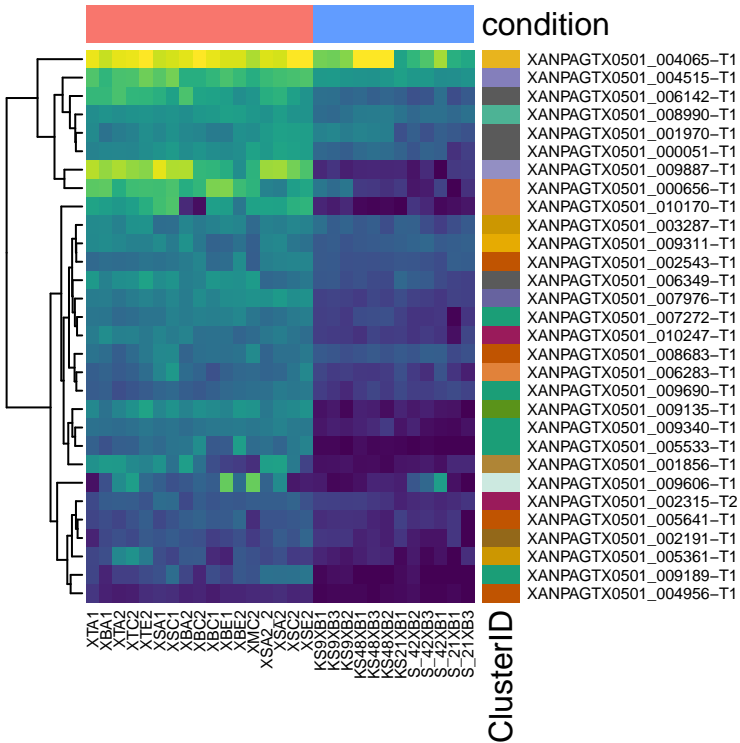 condition
XANPAGTX0501_004065−T1
XANPAGTX0501_004515−T1
XANPAGTX0501_006142−T1
XANPAGTX0501_008990−T1
XANPAGTX0501_001970−T1
XANPAGTX0501_000051−T1
XANPAGTX0501_009887−T1
XANPAGTX0501_000656−T1
XANPAGTX0501_010170−T1
XANPAGTX0501_003287−T1
XANPAGTX0501_009311−T1
XANPAGTX0501_002543−T1
XANPAGTX0501_006349−T1
XANPAGTX0501_007976−T1
XANPAGTX0501_007272−T1
XANPAGTX0501_010247−T1
XANPAGTX0501_008683−T1
XANPAGTX0501_006283−T1
XANPAGTX0501_009690−T1
XANPAGTX0501_009135−T1
XANPAGTX0501_009340−T1
XANPAGTX0501_005533−T1
XANPAGTX0501_001856−T1
XANPAGTX0501_009606−T1
XANPAGTX0501_002315−T2
XANPAGTX0501_005641−T1
XANPAGTX0501_002191−T1
XANPAGTX0501_005361−T1
XANPAGTX0501_009189−T1
XANPAGTX0501_004956−T1
XTA1
XBA1
XTA2
XTC2
XTE2
XSA1
XSC1
XBA2
XBC2
XBC1
XBE1
XBE2
XMC2
XSA2_2
XSA2
XSC2
XSE2
KS9XB1
KS9XB3
KS9XB2
KS48XB1
KS48XB3
KS48XB2
KS21XB1
S_42XB2
S_42XB3
S_42XB1
S_21XB1
S_21XB3
ClusterID